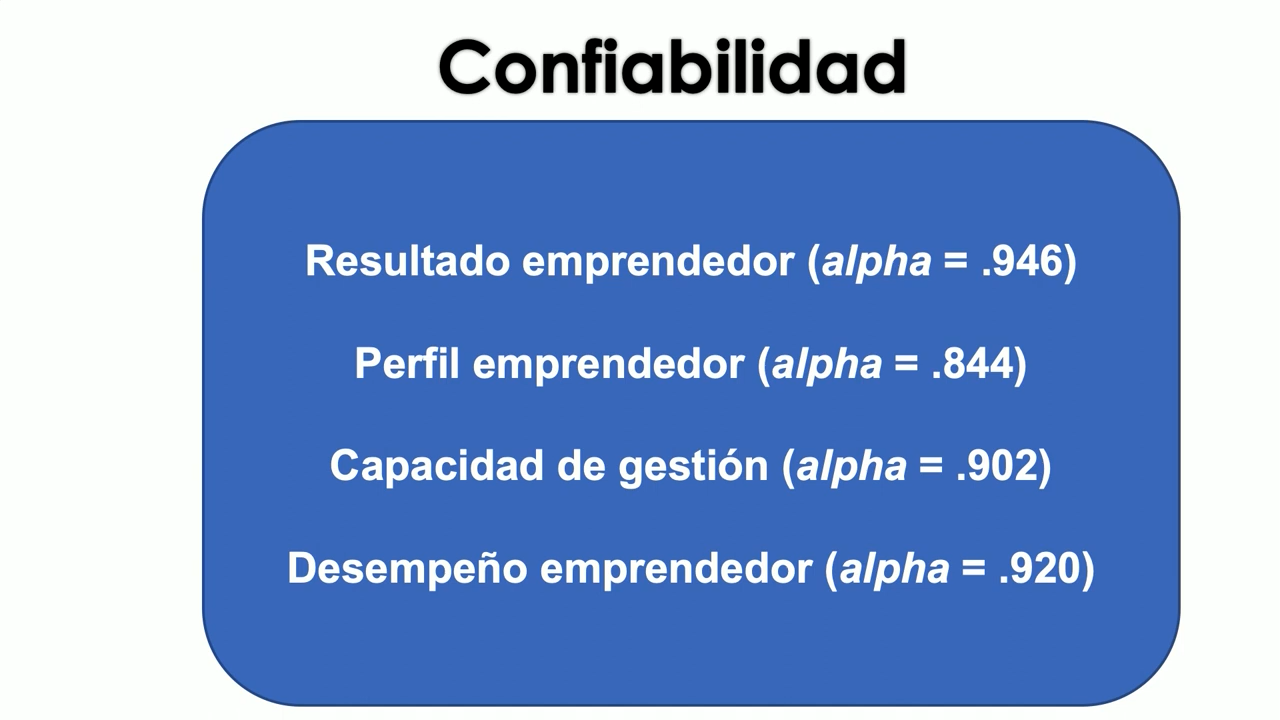 Confiabilidad
Resultado emprendedor (alpha = .946)
Perfil emprendedor (alpha = .844)
Capacidad de gestión (alpha = .902)
Desempeño emprendedor (alpha = .920)